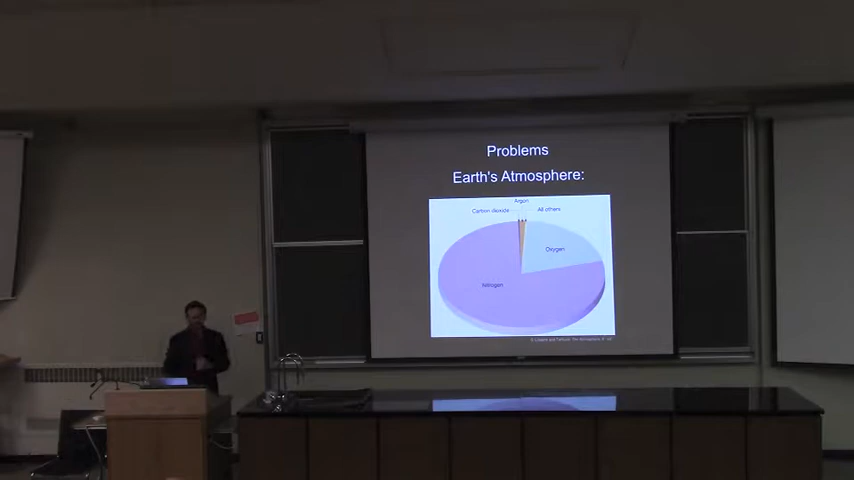 Problems
Earth's Atmosphere:
Argon
Carbon dioxide
All others
Oxygen
Nitrogen